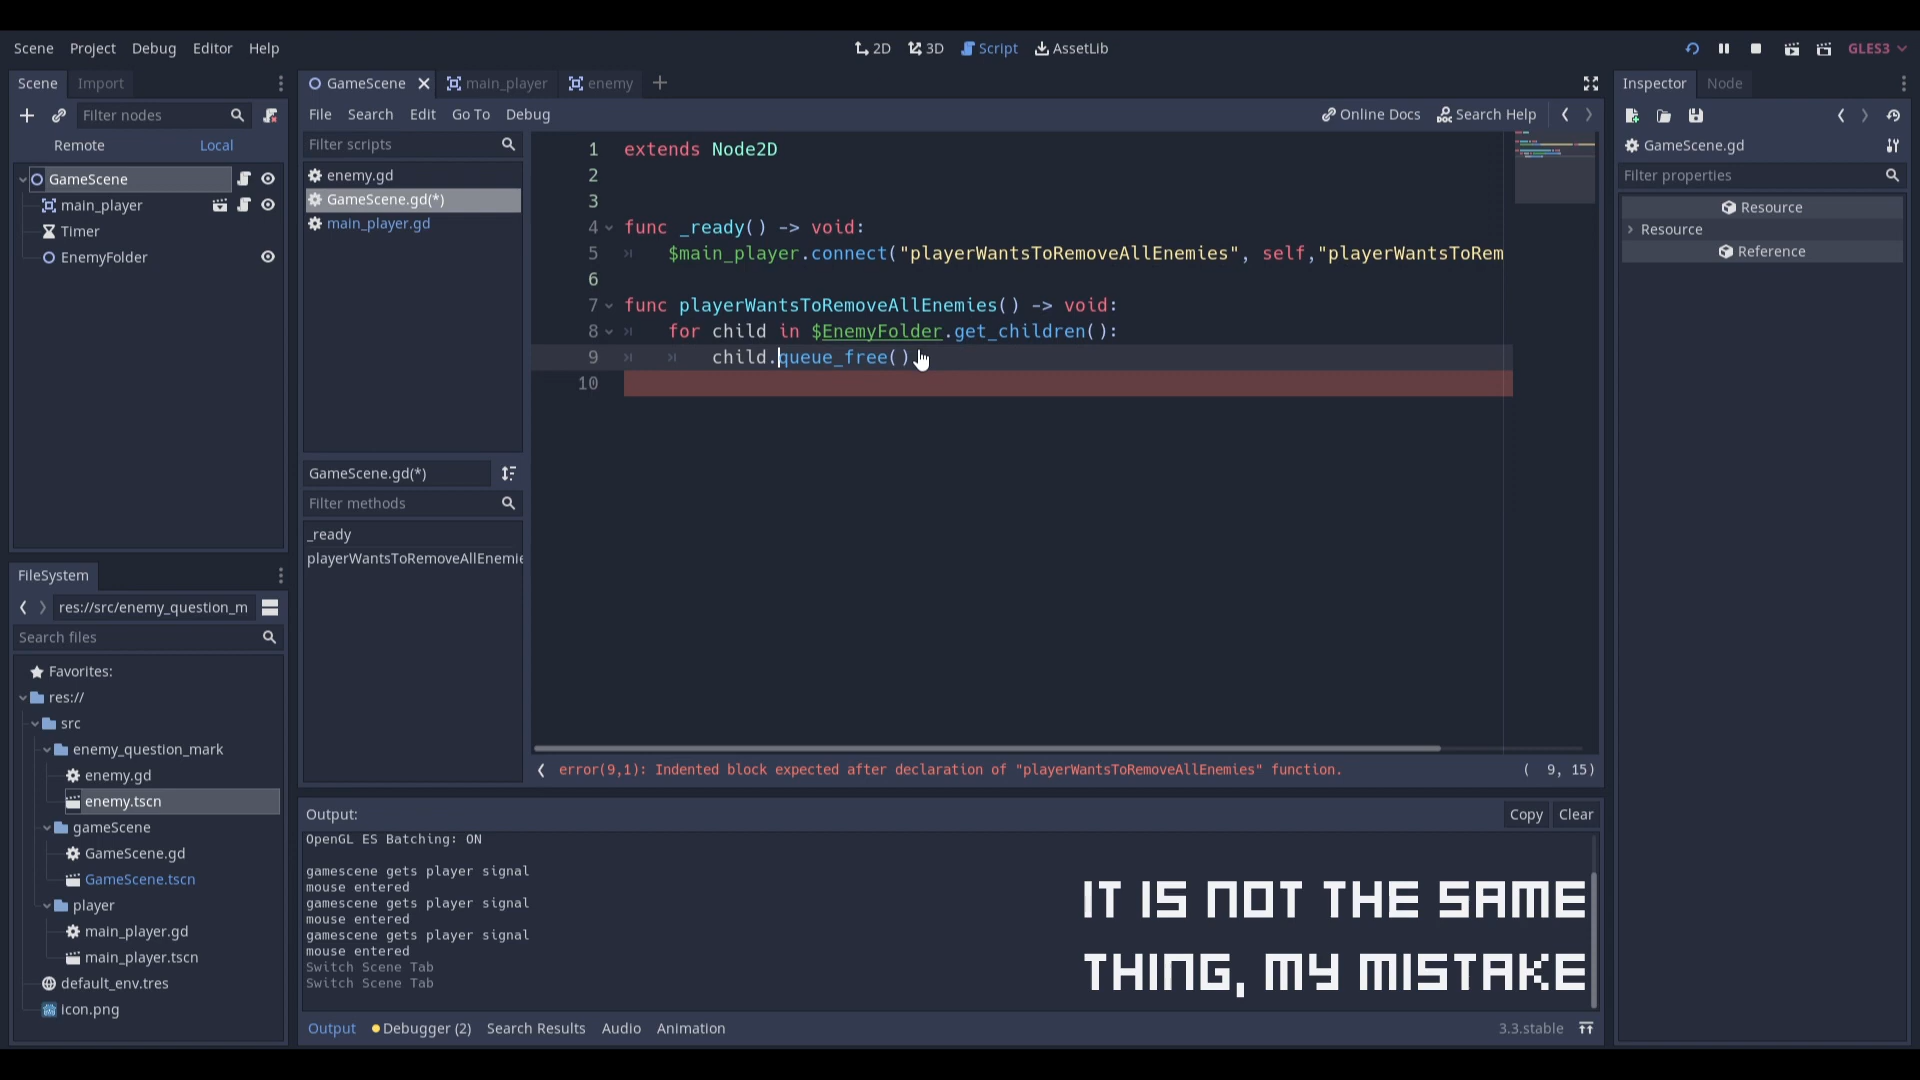 Scene Project Debug Editor Help
2D 3D Script AssetLib
GLES3
Scene Import
Filter nodes
Remote Local
GameScene
main_player
Timer
EnemyFolder
FileSystem
res://src/enemy_question_m
Search files
Favorites:
res://
src
enemy_question_mark
enemy.gd
enemy.tscn
gameScene
GameScene.gd
GameScene.tscn
player
main_player.gd
main_player.tscn
default_env.tres
icon.png
GameScene main_player enemy
File Search Edit Go To Debug
Online Docs Search Help
Filter scripts
enemy.gd
GameScene.gd(*)
main_player.gd
GameScene.gd(*)
Filter methods
_ready
playerWantsToRemoveAllEnemie
1 extends Node2D
2
3
4 func _ready() -> void:
5 $main_player.connect("playerWantsToRemoveAllEnemies", self,"playerWantsToRem
6
7 func playerWantsToRemoveAllEnemies() -> void:
8 for child in $EnemyFolder.get_children():
9 child.queue_free()
10
error(9,1): Indented block expected after declaration of "playerWantsToRemoveAllEnemies" function.
( 9, 15)
Output:
Copy Clear
OpenGL ES Batching: ON
gamescene gets player signal
mouse entered
gamescene gets player signal
mouse entered
gamescene gets player signal
mouse entered
Switch Scene Tab
Switch Scene Tab
IT IS NOT THE SAME
THING, MY MISTAKE
Output Debugger (2) Search Results Audio Animation
3.3.stable
Inspector Node
GameScene.gd
Filter properties
Resource
Resource
Reference